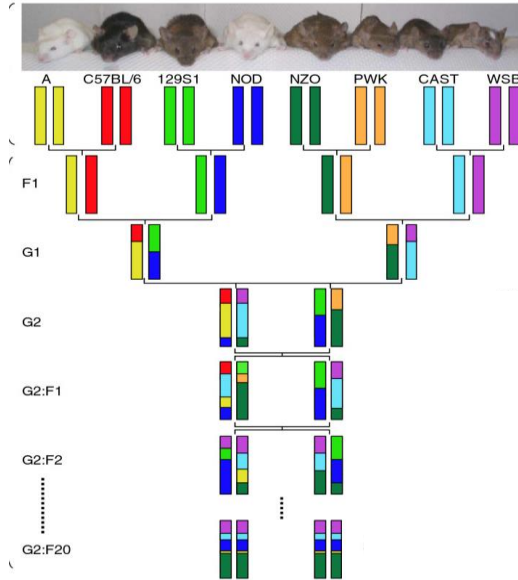 A C57BL/6 129S1 NOD NZO PWK CAST WSB
F1
G1
G2
G2:F1
G2:F2
G2:F20